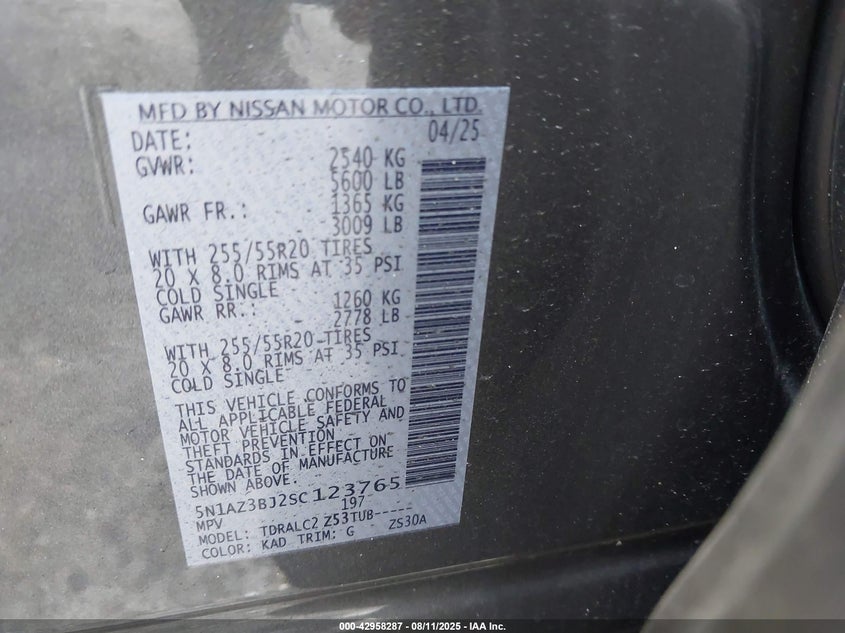 MFD BY NISSAN MOTOR CO., LTD.
DATE: 04/25
GVWR: 2540 KG
5600 LB
GAWR FR.: 1365 KG
3009 LB
WITH 255/55R20 TIRES
20 X 8.0 RIMS AT 35 PSI
COLD SINGLE
GAWR RR.: 1260 KG
2778 LB
WITH 255/55R20 TIRES
20 X 8.0 RIMS AT 35 PSI
COLD SINGLE
THIS VEHICLE CONFORMS TO
ALL APPLICABLE FEDERAL
MOTOR VEHICLE SAFETY AND
THEFT PREVENTION
STANDARDS IN EFFECT ON
THE DATE OF MANUFACTURE
SHOWN ABOVE.
5N1AZ3BJ2SC123765
MPV 197
MODEL: TDRALC2 Z53TUB----- ZS30A
COLOR: KAD TRIM: G
000-42958287 - 08/11/2025 - IAA Inc.